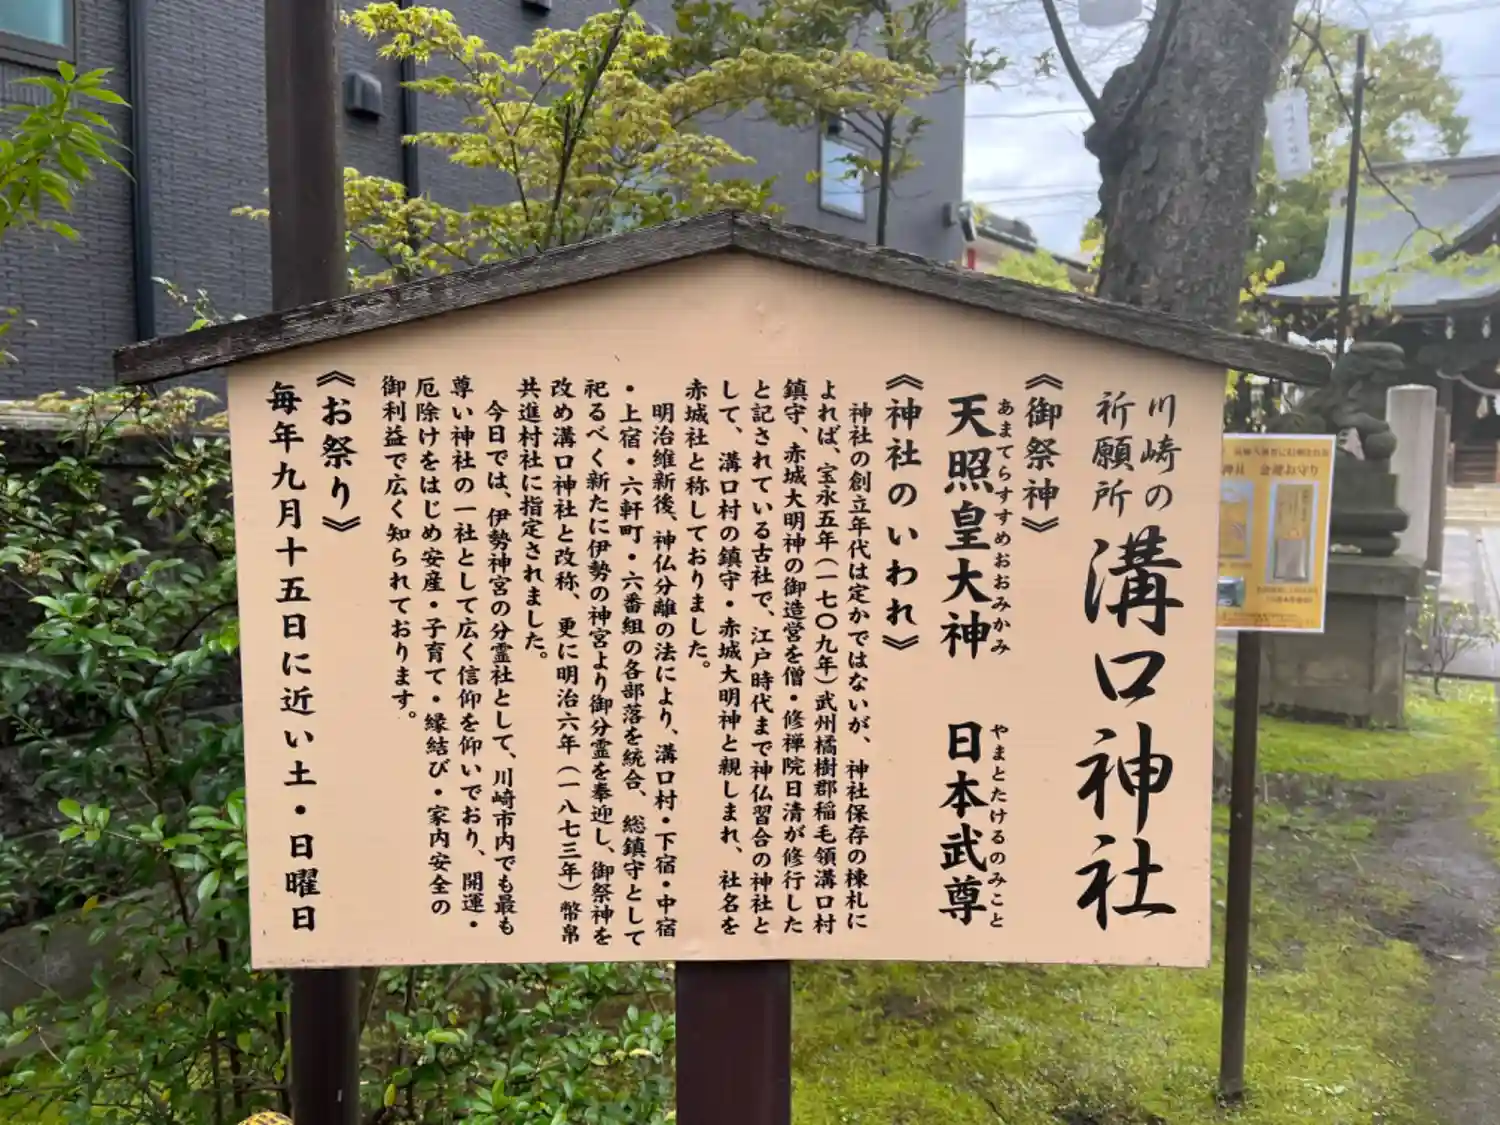 川崎の
祈願所
溝口神社
《御祭神》
あまてらすすめおおみかみ
天照皇大神
やまとたけるのみこと
日本武尊
《神社のいわれ》
神社の創立年代は定かではないが、神社保存の棟札に
よれば、宝永五年(一七〇九年)武州橘樹郡稲毛領溝口村
鎮守、赤城大明神の御造営を僧・修禅院日清が修行した
と記されている古社で、江戸時代まで神仏習合の神社と
して、溝口村の鎮守・赤城大明神と親しまれ、社名を
赤城社と称しておりました。
明治維新後、神仏分離の法により、溝口村・下宿・中宿
・上宿・六軒町・六番組の各部落を統合、総鎮守として
祀るべく新たに伊勢の神宮より御分霊を奉迎し、御祭神を
改め溝口神社と改称、更に明治六年(一八七三年)幣帛
共進村社に指定されました。
今日では、伊勢神宮の分霊社として、川崎市内でも最も
尊い神社の一社として広く信仰を仰いでおり、開運・
厄除けをはじめ安産・子育て・縁結び・家内安全の
御利益で広く知られております。
《お祭り》
毎年九月十五日に近い土・日曜日